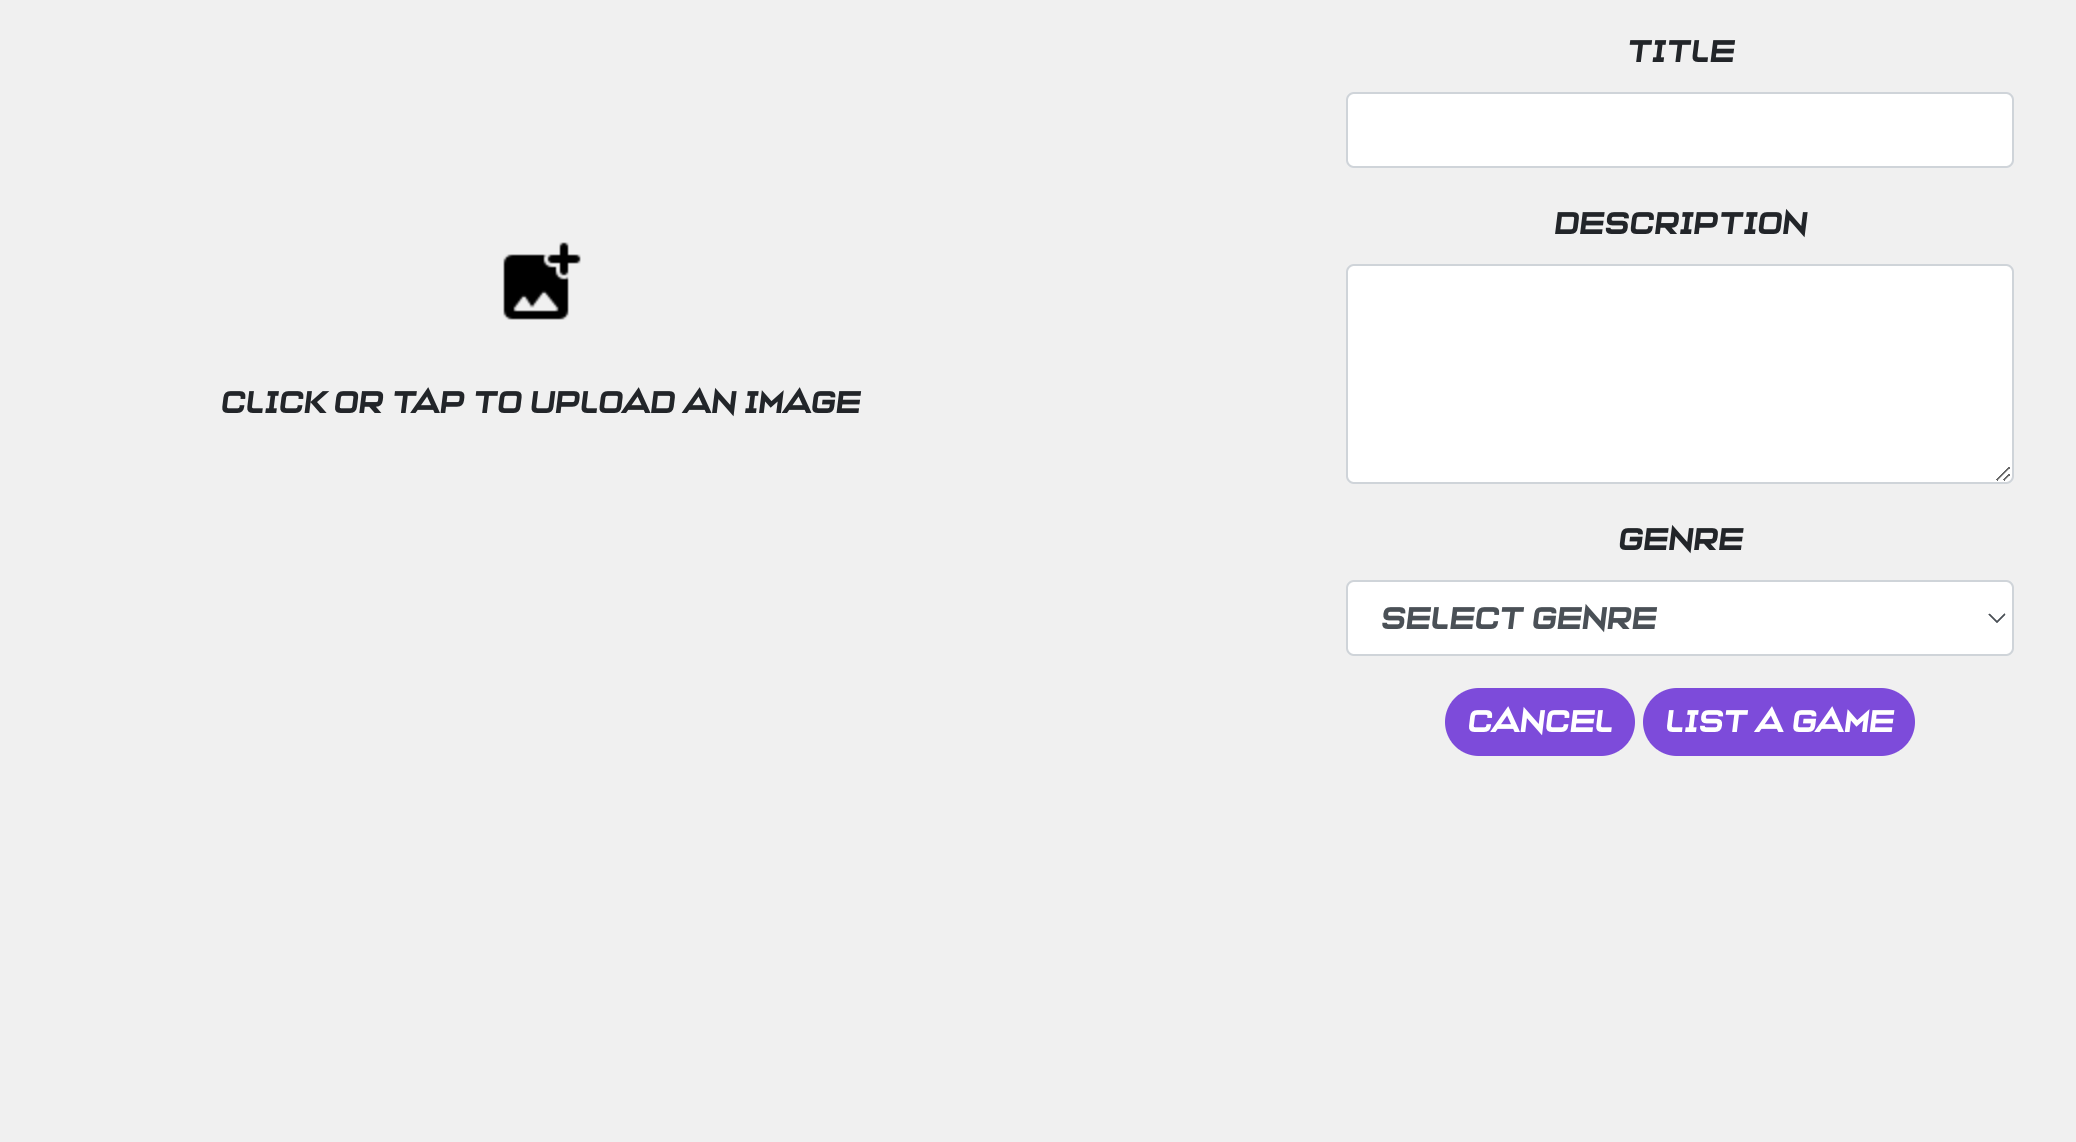 CLICK OR TAP TO UPLOAD AN IMAGE
TITLE
DESCRIPTION
GENRE
SELECT GENRE
CANCEL
LIST A GAME